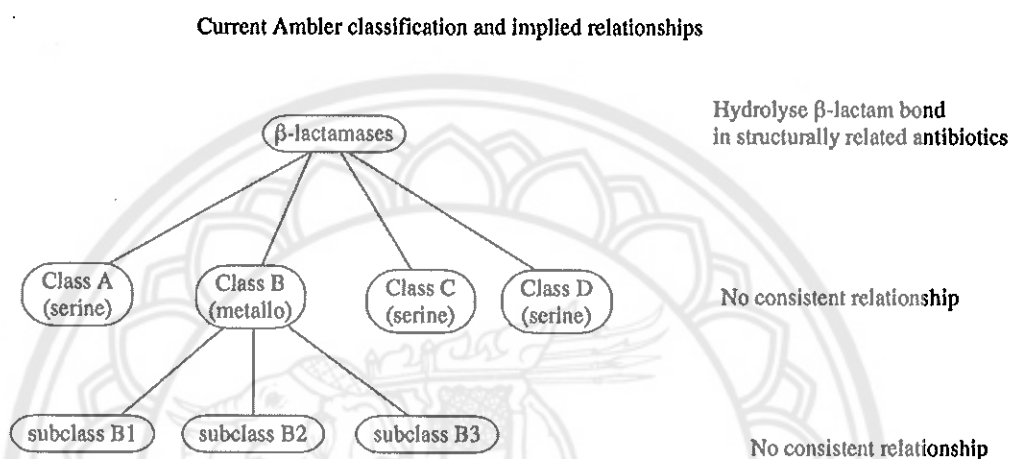 Current Ambler classification and implied relationships
β-lactamases
Hydrolyse β-lactam bond
in structurally related antibiotics
Class A
(serine)
Class B
(metallo)
Class C
(serine)
Class D
(serine)
No consistent relationship
subclass B1
subclass B2
subclass B3
No consistent relationship